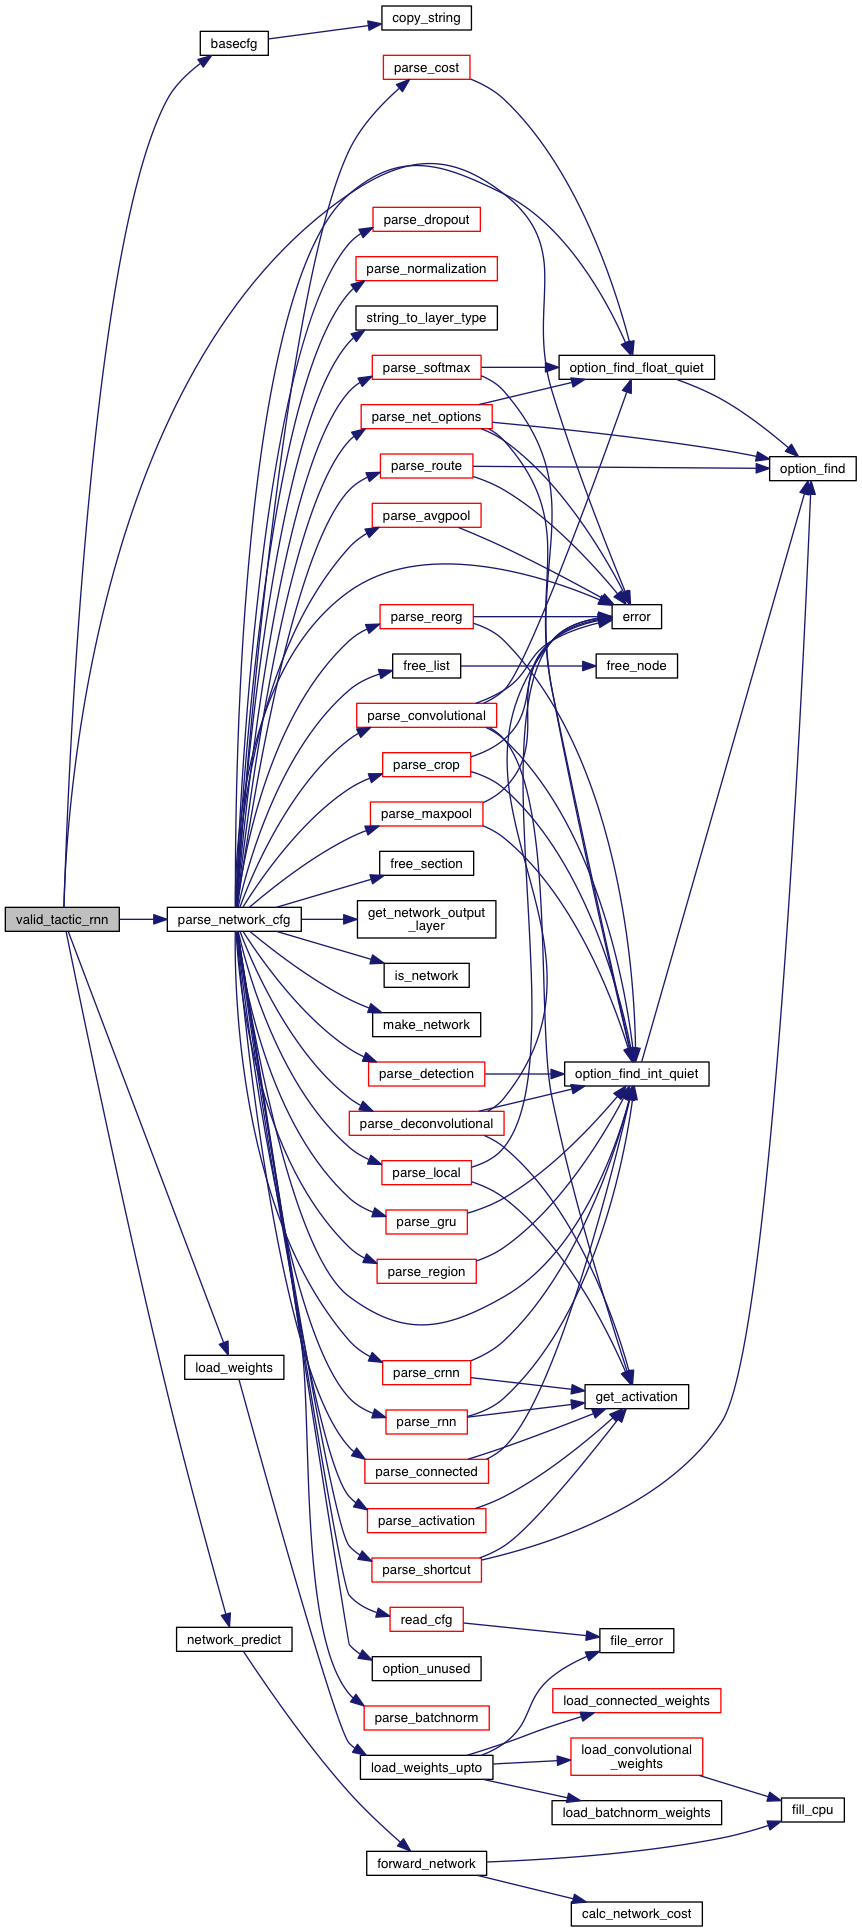 copy_string
basecfg
parse_cost
parse_dropout
parse_normalization
string_to_layer_type
parse_softmax
option_find_float_quiet
parse_net_options
parse_route
option_find
parse_avgpool
parse_reorg
error
free_list
free_node
parse_convolutional
parse_crop
parse_maxpool
free_section
valid_tactic_rnn
parse_network_cfg
get_network_output
_layer
is_network
make_network
parse_detection
option_find_int_quiet
parse_deconvolutional
parse_local
parse_gru
parse_region
load_weights
parse_crnn
get_activation
parse_rnn
parse_connected
parse_activation
parse_shortcut
read_cfg
network_predict
file_error
option_unused
load_connected_weights
parse_batchnorm
load_convolutional
_weights
load_weights_upto
load_batchnorm_weights
fill_cpu
forward_network
calc_network_cost